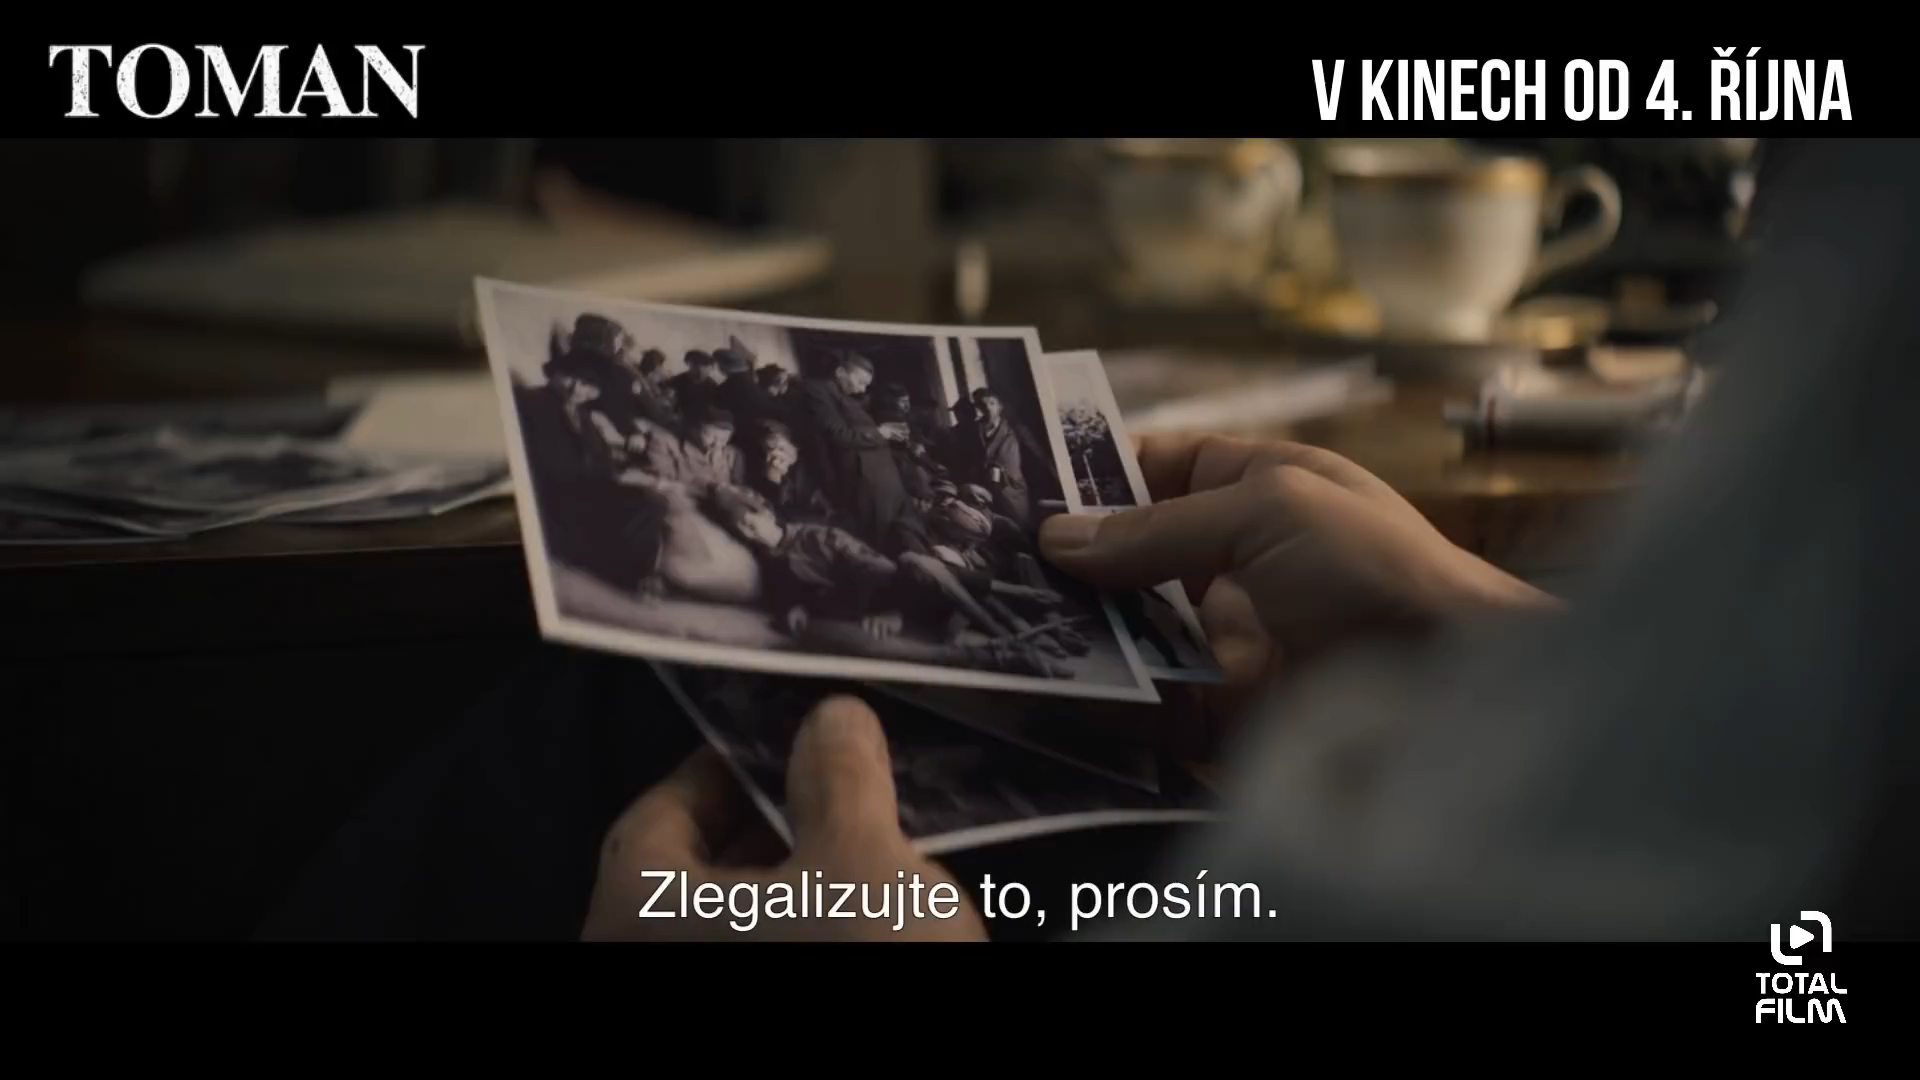 TOMAN
V KINECH OD 4. ŘÍJNA
Zlegalizujte to, prosím.
TOTAL
FILM